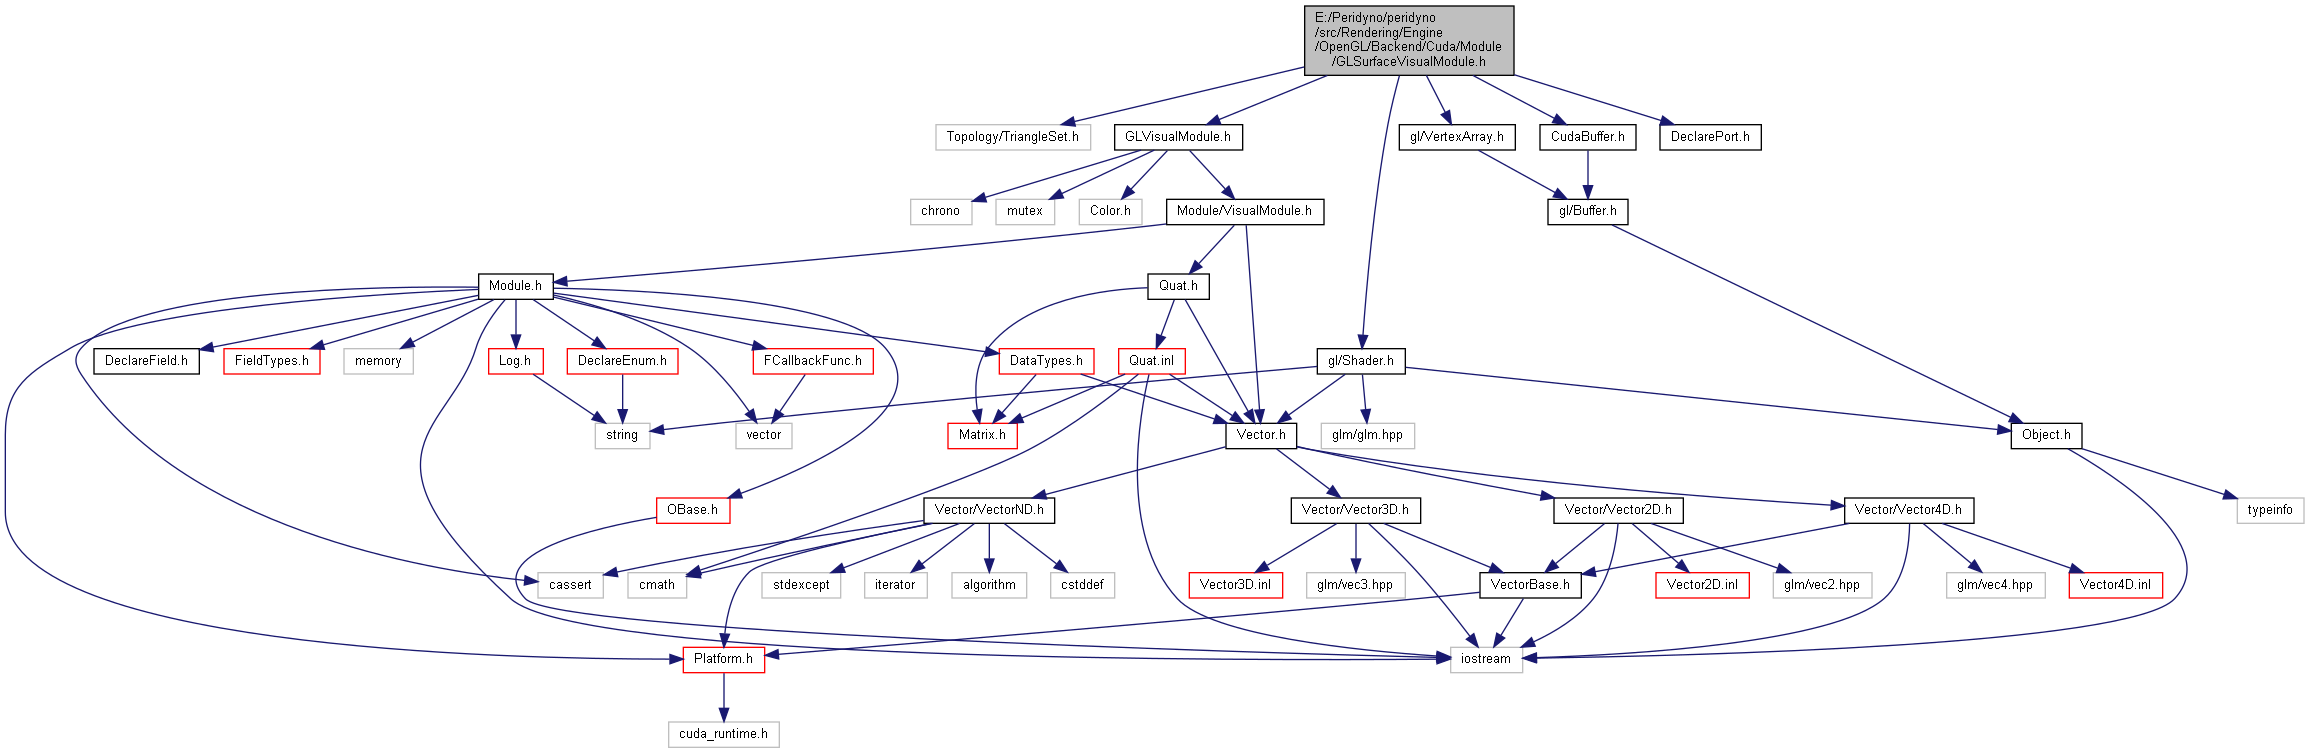 E:/Peridyno/peridyno
/src/Rendering/Engine
/OpenGL/Backend/Cuda/Module
/GLSurfaceVisualModule.h
Topology/TriangleSet.h
GLVisualModule.h
gl/VertexArray.h
CudaBuffer.h
DeclarePort.h
chrono
mutex
Color.h
Module/VisualModule.h
gl/Buffer.h
Module.h
Quat.h
DeclareField.h
FieldTypes.h
memory
Log.h
DeclareEnum.h
FCallbackFunc.h
DataTypes.h
Quat.inl
gl/Shader.h
string
vector
Matrix.h
Vector.h
glm/glm.hpp
Object.h
OBase.h
Vector/VectorND.h
Vector/Vector3D.h
Vector/Vector2D.h
Vector/Vector4D.h
typeinfo
cassert
cmath
stdexcept
iterator
algorithm
cstddef
Vector3D.inl
glm/vec3.hpp
VectorBase.h
Vector2D.inl
glm/vec2.hpp
glm/vec4.hpp
Vector4D.inl
Platform.h
iostream
cuda_runtime.h